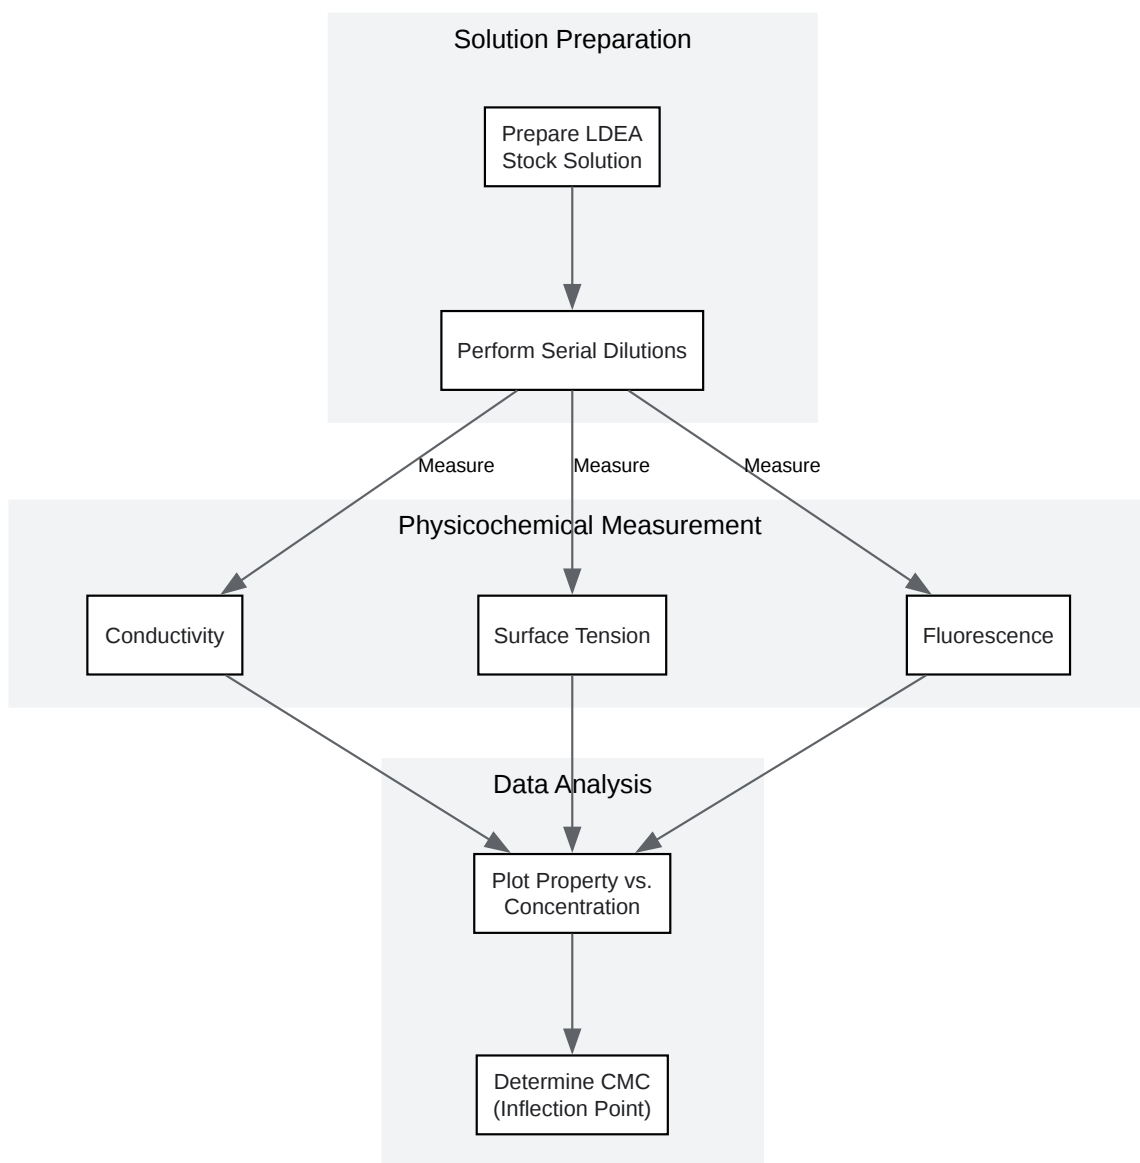 Solution Preparation
Prepare LDEA
Stock Solution
Perform Serial Dilutions
Measure
Measure
Measure
Physicochemical Measurement
Conductivity
Surface Tension
Fluorescence
Data Analysis
Plot Property vs.
Concentration
Determine CMC
(Inflection Point)